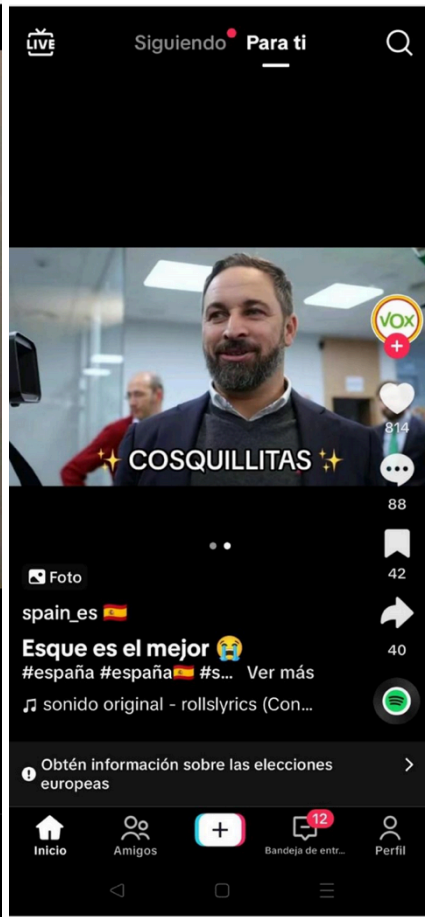 LIVE
Siguiendo Para ti
VOX
814
✨ COSQUILLITAS ✨
88
Foto
42
spain_es 🇪🇸
Esque es el mejor 😭
40
#españa #españa🇪🇸 #s... Ver más
♫ sonido original - rollslyrics (Con...
Obtén información sobre las elecciones
europeas
12
Inicio
Amigos
Bandeja de entr...
Perfil